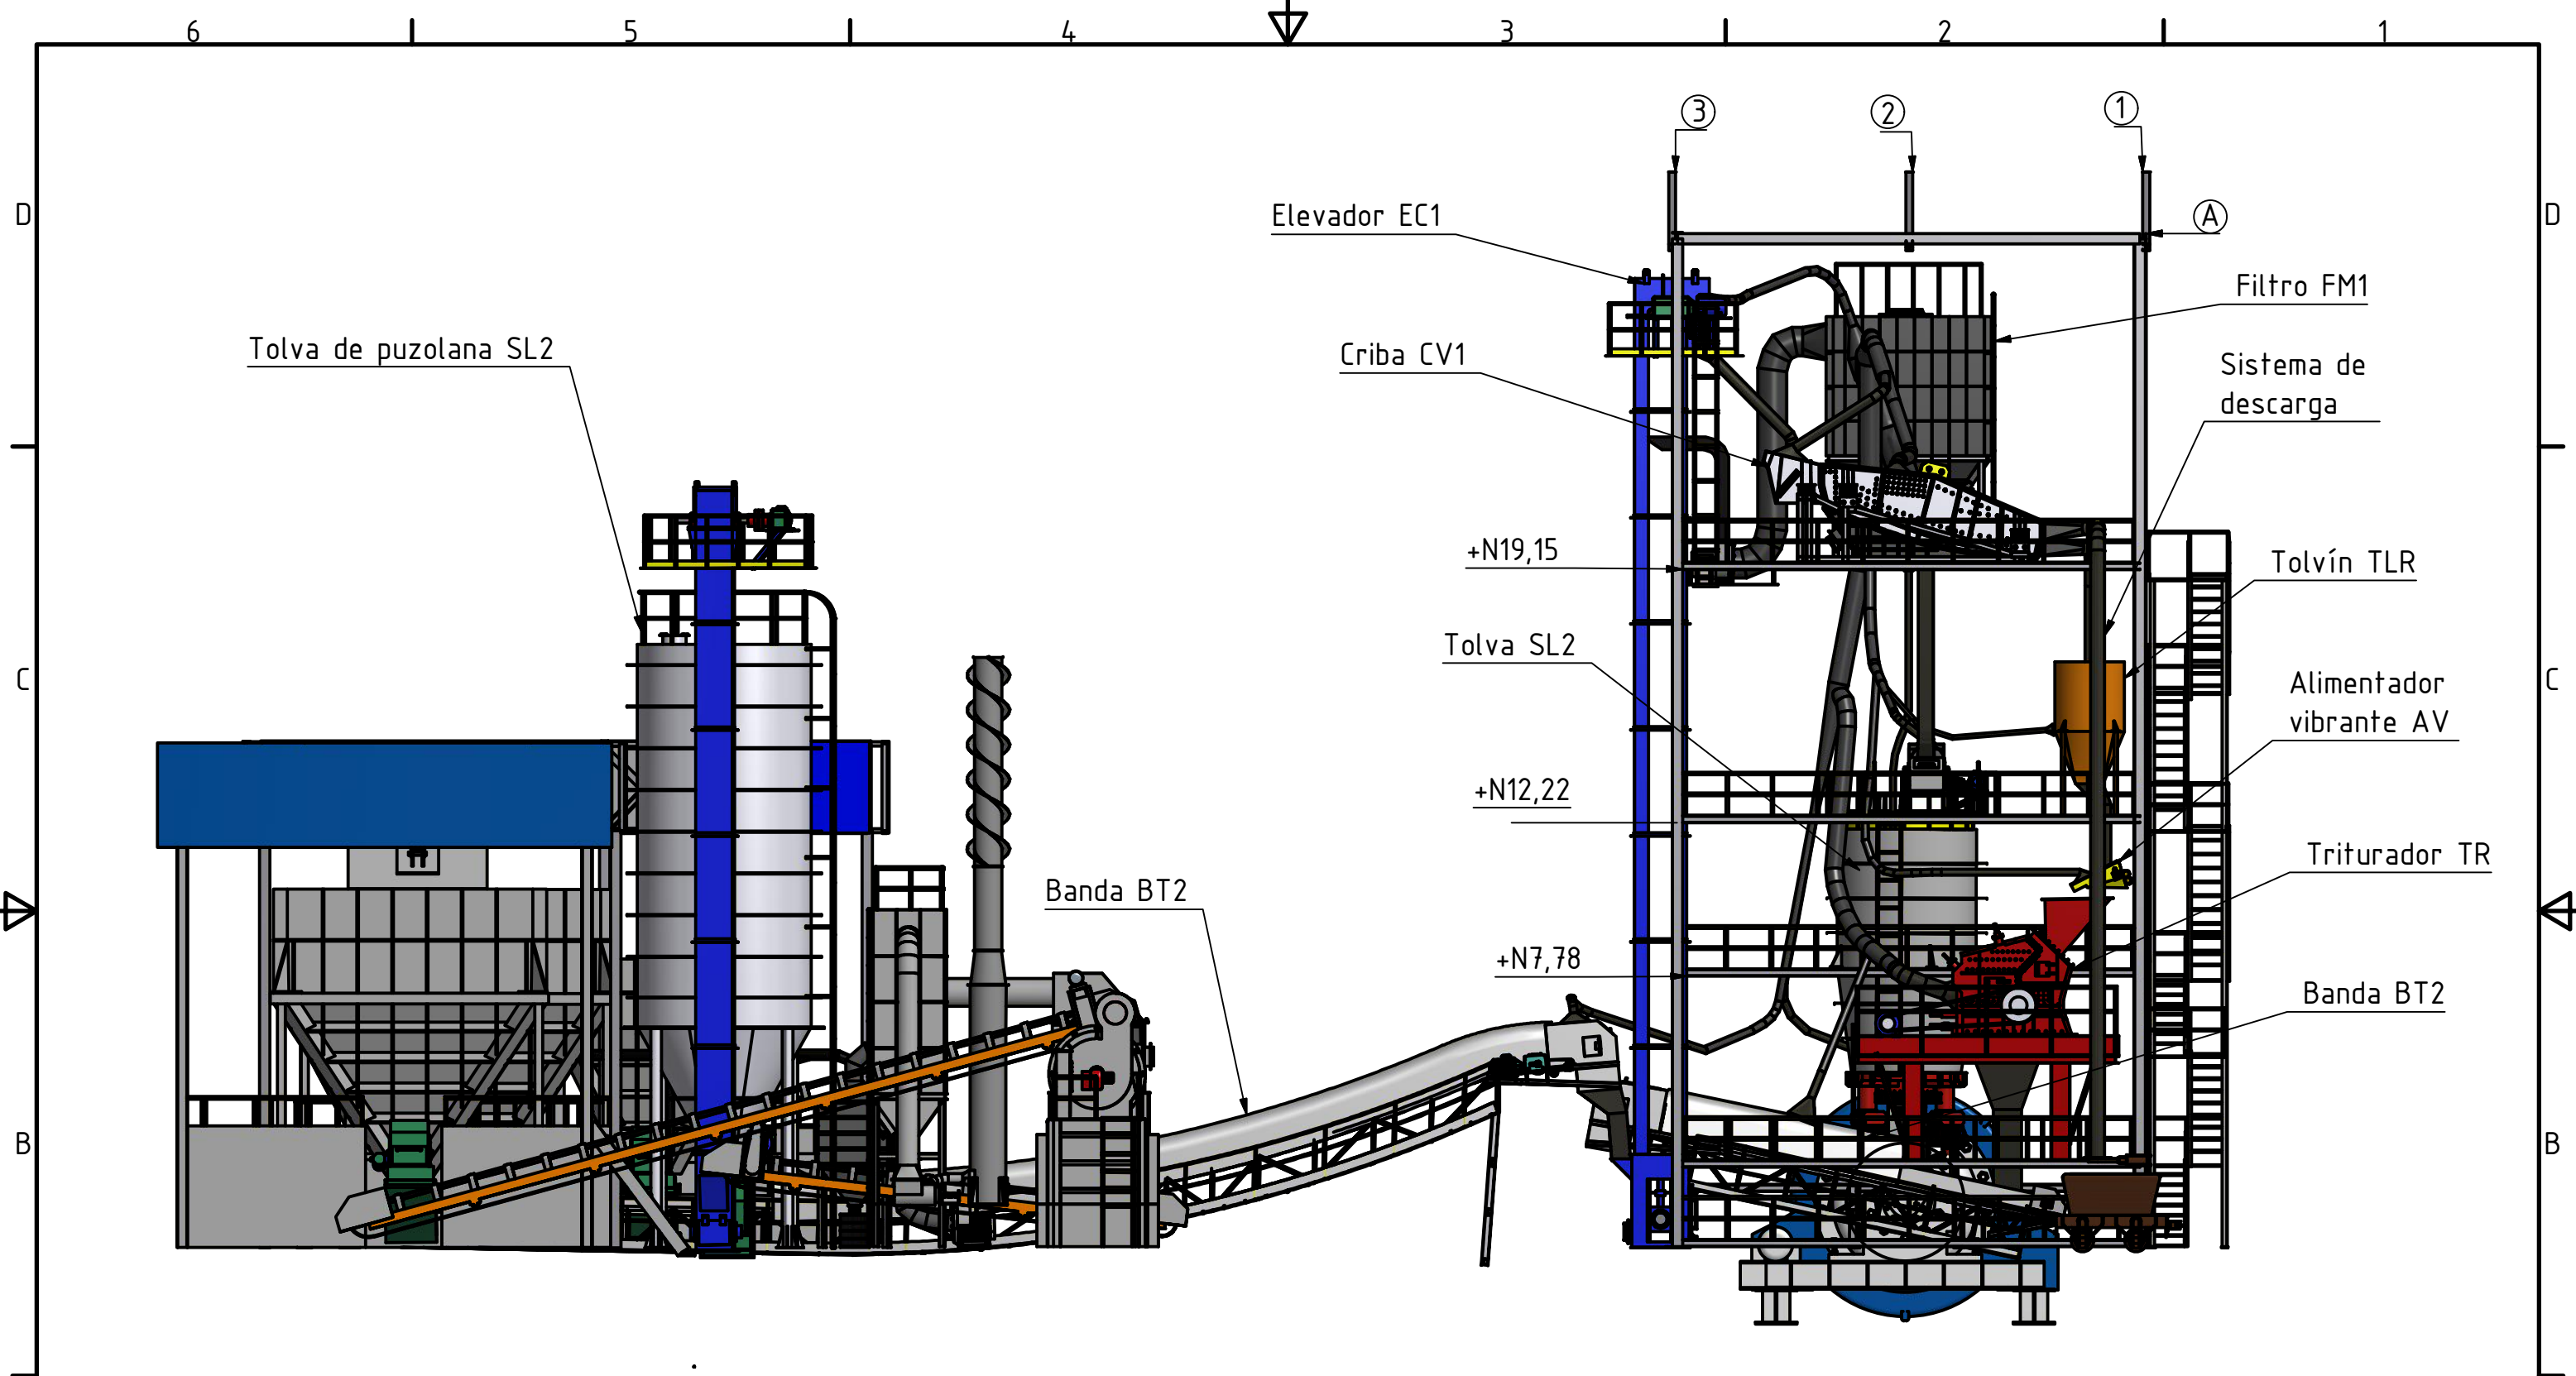 6 5 4 3 2 1
3 2 1
D Elevador EC1 A D
Filtro FM1
Tolva de puzolana SL2
Criba CV1
Sistema de
descarga
+N19,15
Tolvín TLR
Tolva SL2
C C
Alimentador
vibrante AV
+N12,22
Triturador TR
Banda BT2
+N7,78
Banda BT2
B B